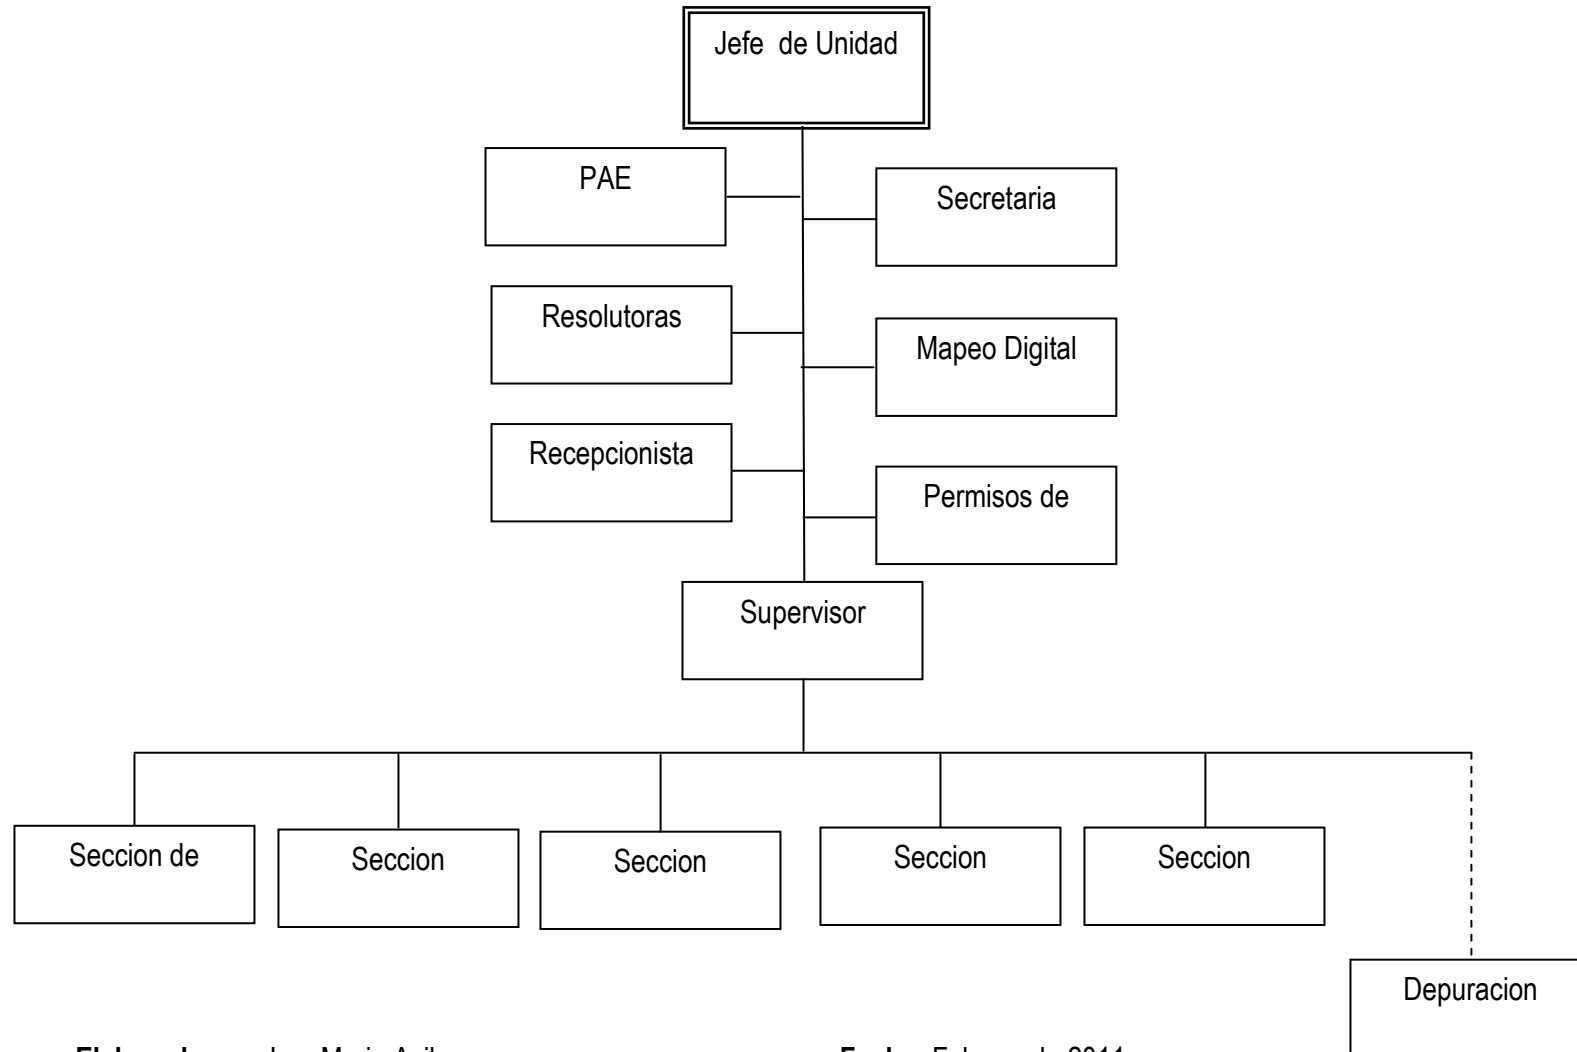 Jefe de Unidad
PAE
Secretaria
Resolutoras
Mapeo Digital
Recepcionista
Permisos de
Supervisor
Seccion de
Seccion
Seccion
Seccion
Seccion
Depuracion